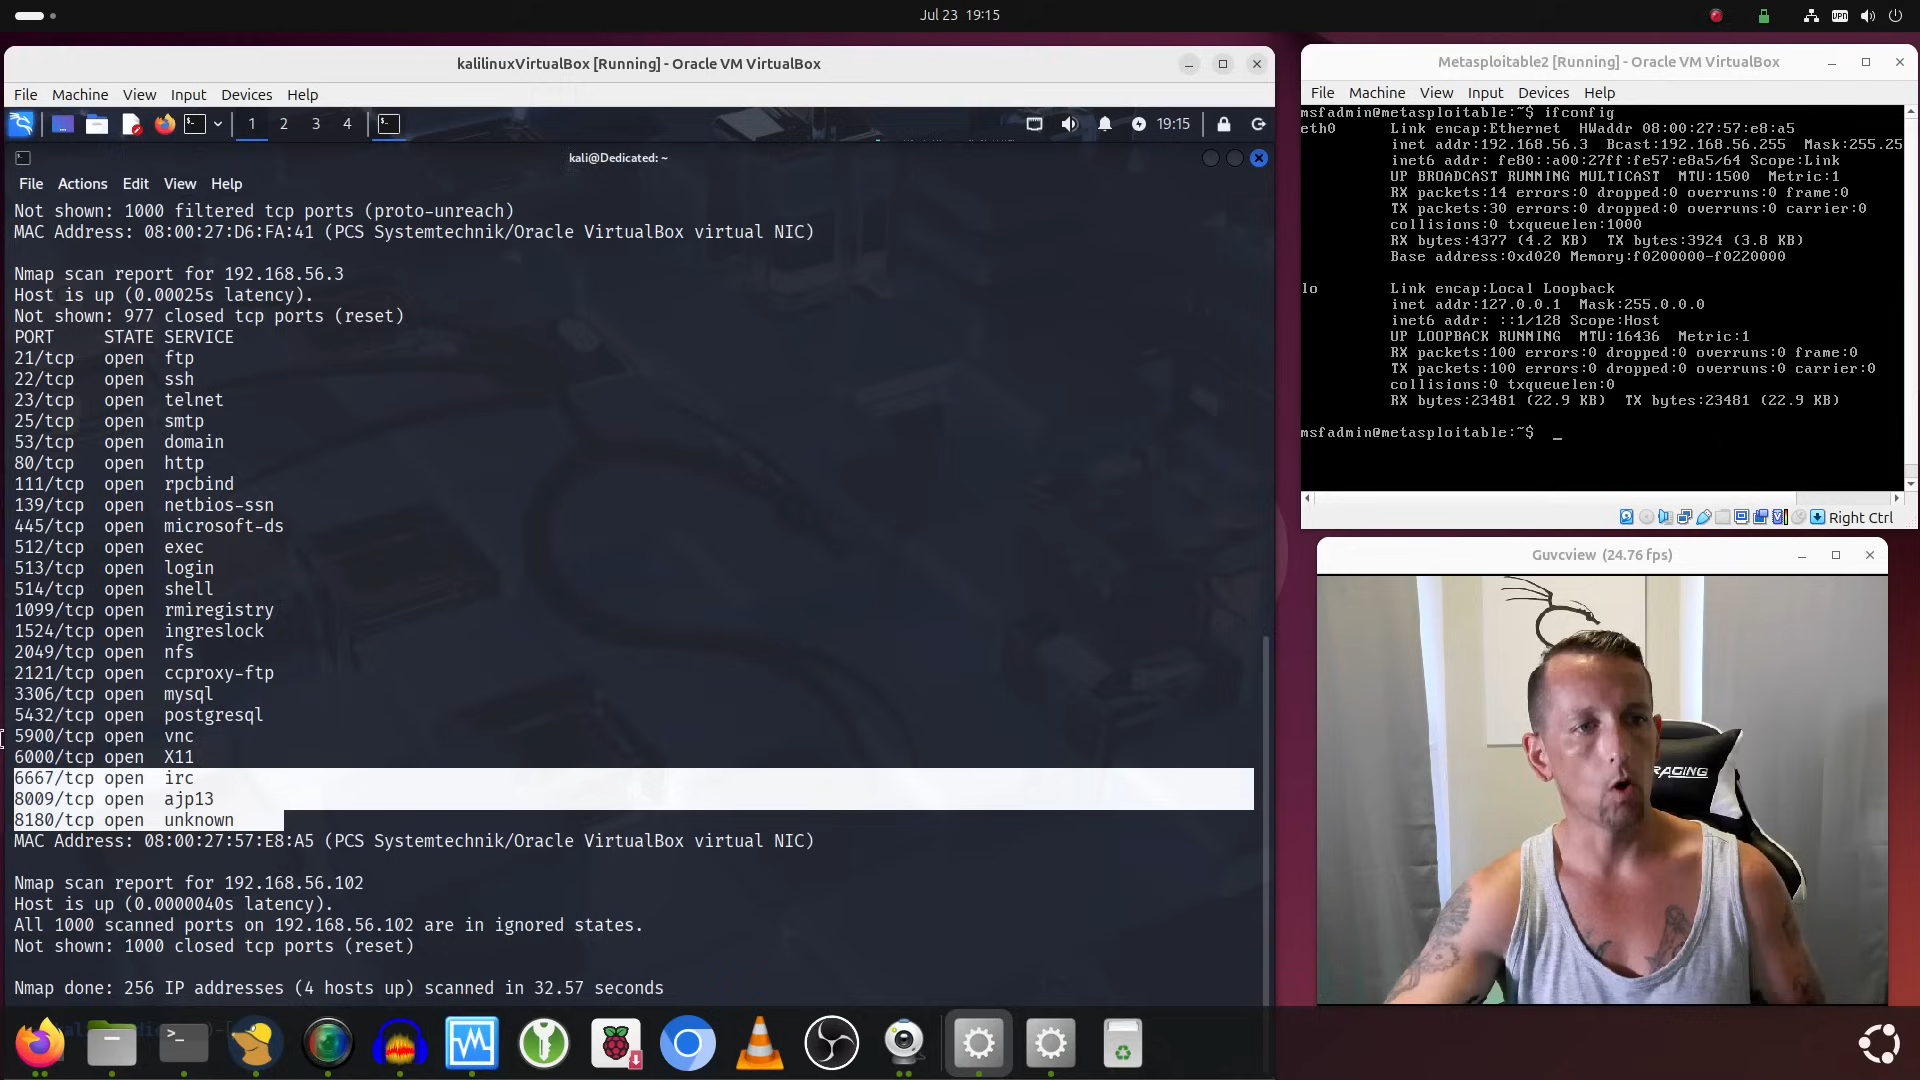 Jul 23 19:15
VPN
kalilinuxVirtualBox [Running] - Oracle VM VirtualBox
File Machine View Input Devices Help
1 2 3 4
19:15
kali@Dedicated: ~
File Actions Edit View Help
Not shown: 1000 filtered tcp ports (proto-unreach)
MAC Address: 08:00:27:D6:FA:41 (PCS Systemtechnik/Oracle VirtualBox virtual NIC)
Nmap scan report for 192.168.56.3
Host is up (0.00025s latency).
Not shown: 977 closed tcp ports (reset)
PORT STATE SERVICE
21/tcp open ftp
22/tcp open ssh
23/tcp open telnet
25/tcp open smtp
53/tcp open domain
80/tcp open http
111/tcp open rpcbind
139/tcp open netbios-ssn
445/tcp open microsoft-ds
512/tcp open exec
513/tcp open login
514/tcp open shell
1099/tcp open rmiregistry
1524/tcp open ingreslock
2049/tcp open nfs
2121/tcp open ccproxy-ftp
3306/tcp open mysql
5432/tcp open postgresql
5900/tcp open vnc
6000/tcp open X11
6667/tcp open irc
8009/tcp open ajp13
8180/tcp open unknown
MAC Address: 08:00:27:57:E8:A5 (PCS Systemtechnik/Oracle VirtualBox virtual NIC)
Nmap scan report for 192.168.56.102
Host is up (0.0000040s latency).
All 1000 scanned ports on 192.168.56.102 are in ignored states.
Not shown: 1000 closed tcp ports (reset)
Nmap done: 256 IP addresses (4 hosts up) scanned in 32.57 seconds
Metasploitable2 [Running] - Oracle VM VirtualBox
File Machine View Input Devices Help
msfadmin@metasploitable:~$ ifconfig
eth0 Link encap:Ethernet HWaddr 08:00:27:57:e8:a5
inet addr:192.168.56.3 Bcast:192.168.56.255 Mask:255.25
inet6 addr: fe80::a00:27ff:fe57:e8a5/64 Scope:Link
UP BROADCAST RUNNING MULTICAST MTU:1500 Metric:1
RX packets:14 errors:0 dropped:0 overruns:0 frame:0
TX packets:30 errors:0 dropped:0 overruns:0 carrier:0
collisions:0 txqueuelen:1000
RX bytes:4377 (4.2 KB) TX bytes:3924 (3.8 KB)
Base address:0xd020 Memory:f0200000-f0220000
lo Link encap:Local Loopback
inet addr:127.0.0.1 Mask:255.0.0.0
inet6 addr: ::1/128 Scope:Host
UP LOOPBACK RUNNING MTU:16436 Metric:1
RX packets:100 errors:0 dropped:0 overruns:0 frame:0
TX packets:100 errors:0 dropped:0 overruns:0 carrier:0
collisions:0 txqueuelen:0
RX bytes:23481 (22.9 KB) TX bytes:23481 (22.9 KB)
msfadmin@metasploitable:~$ _
Right Ctrl
Guvcview (24.76 fps)
RACING